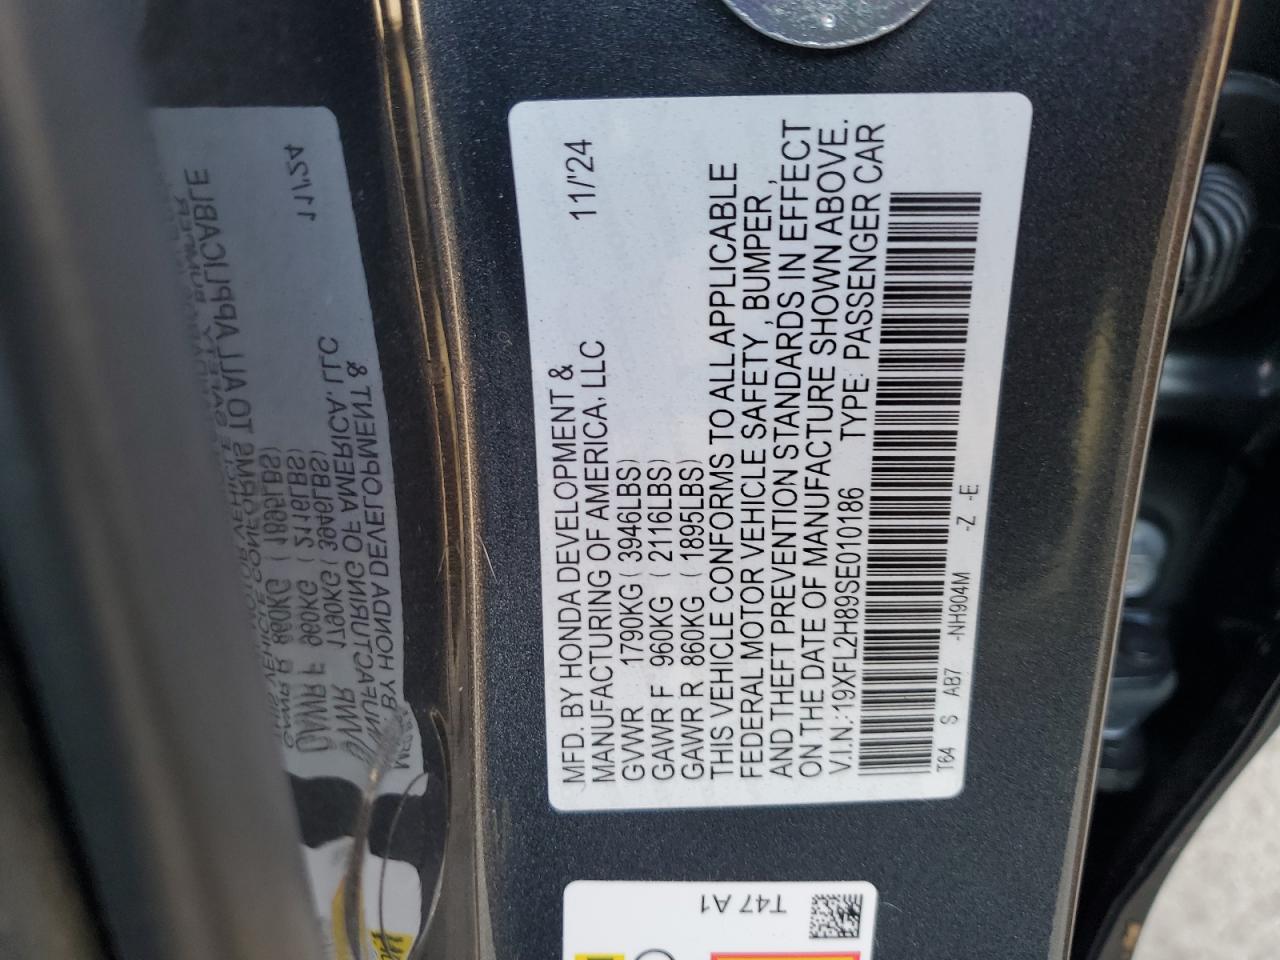 MFD. BY HONDA DEVELOPMENT &
MANUFACTURING OF AMERICA, LLC 11/'24
GVWR 1790KG ( 3946LBS)
GAWR F 960KG ( 2116LBS)
GAWR R 860KG ( 1895LBS)
THIS VEHICLE CONFORMS TO ALL APPLICABLE
FEDERAL MOTOR VEHICLE SAFETY , BUMPER ,
AND THEFT PREVENTION STANDARDS IN EFFECT
ON THE DATE OF MANUFACTURE SHOWN ABOVE.
V.I.N.: 19XFL2H89SE010186 TYPE: PASSENGER CAR
T64 S AB7 -NH904M -Z -E
T47 A1